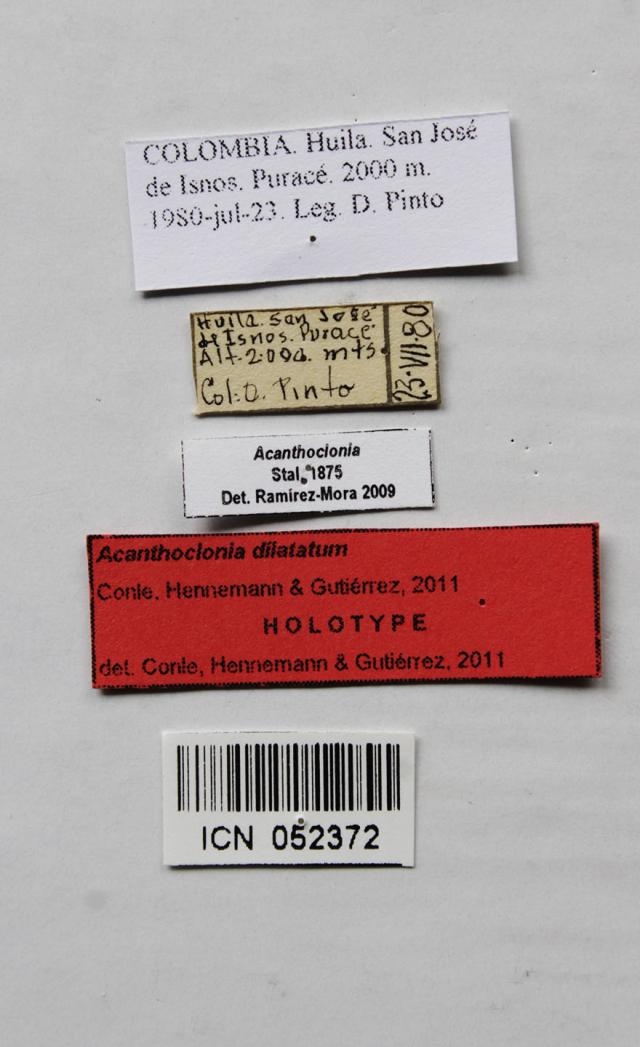 COLOMBIA. Huila. San José
de Isnos. Puracé. 2000 m.
1980-jul-23. Leg. D. Pinto
Huila. San José
de Isnos. Puracé
Alt. 2.000. mts.
Col: O. Pinto
23-VII-80
Acanthoclonia
Stal, 1875
Det. Ramírez-Mora 2009
Acanthoclonia dilatatum
Conle, Hennemann & Gutiérrez, 2011
HOLOTYPE
det. Conle, Hennemann & Gutiérrez, 2011
ICN 052372